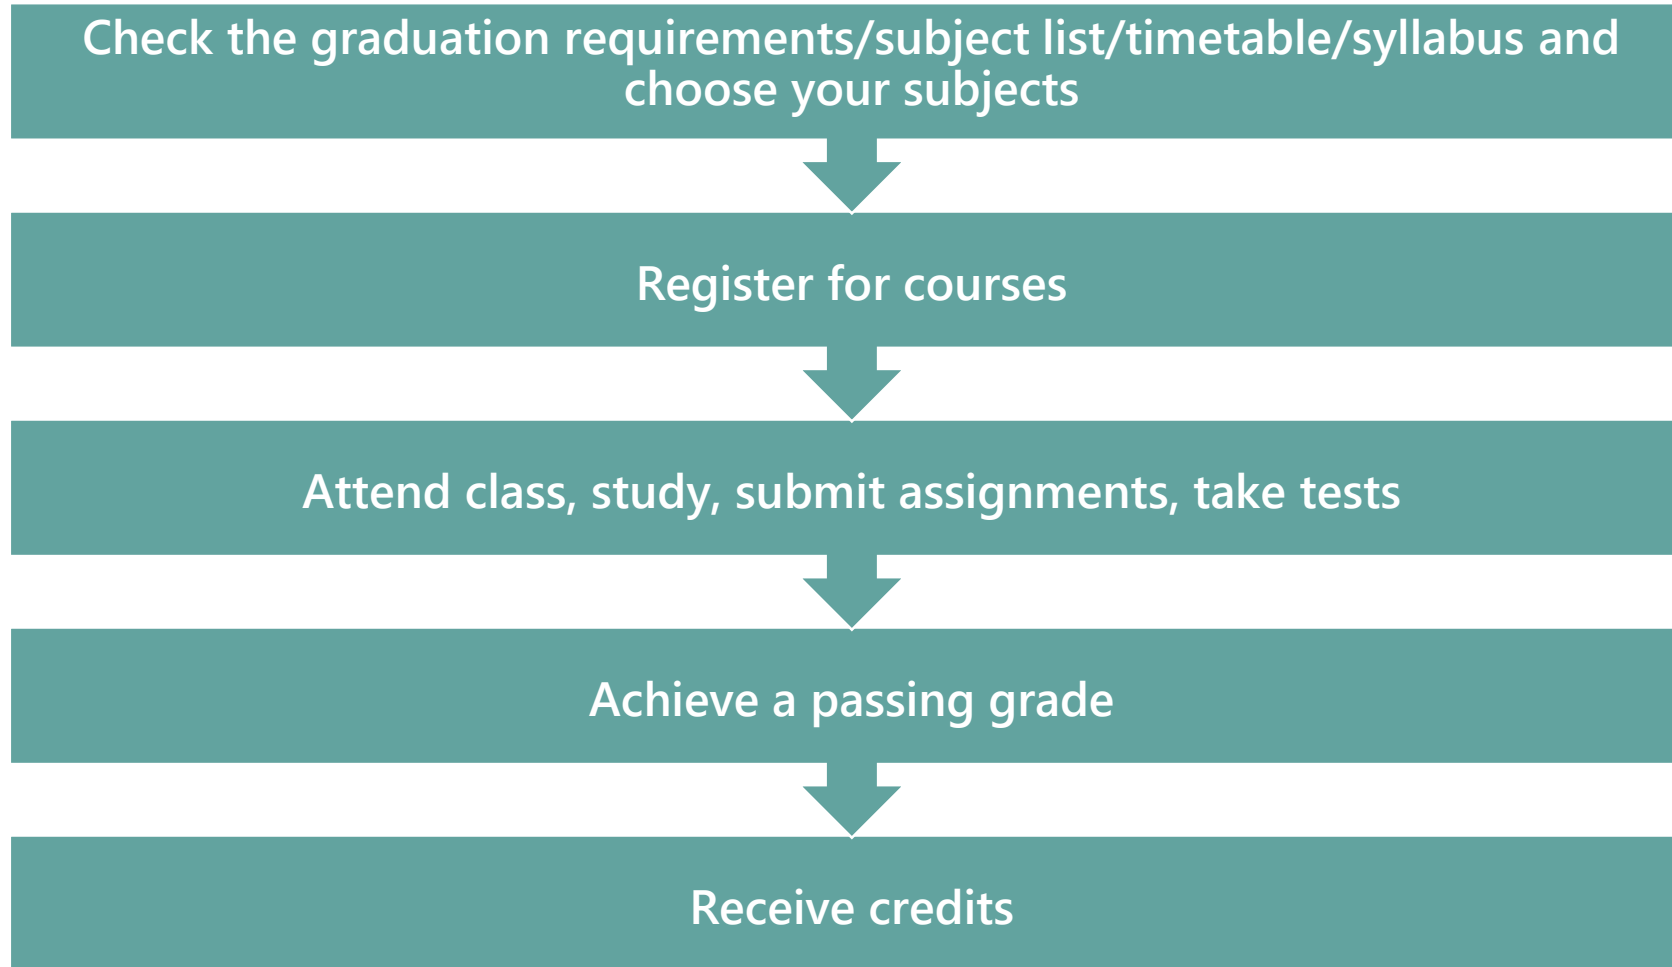 Check the graduation requirements/subject list/timetable/syllabus and
choose your subjects
Register for courses
Attend class, study, submit assignments, take tests
Achieve a passing grade
Receive credits